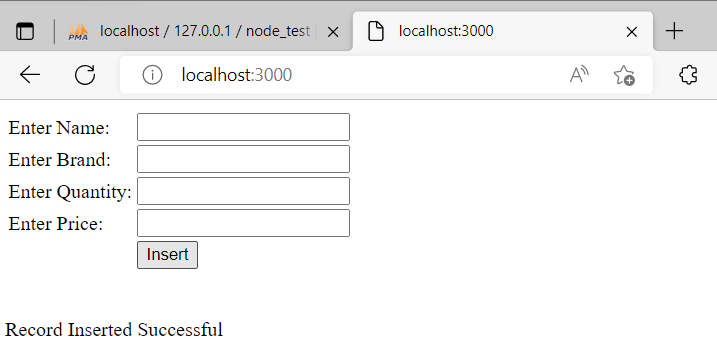 PMA localhost / 127.0.0.1 / node_test
localhost:3000
localhost:3000
Enter Name:
Enter Brand:
Enter Quantity:
Enter Price:
Insert
Record Inserted Successful